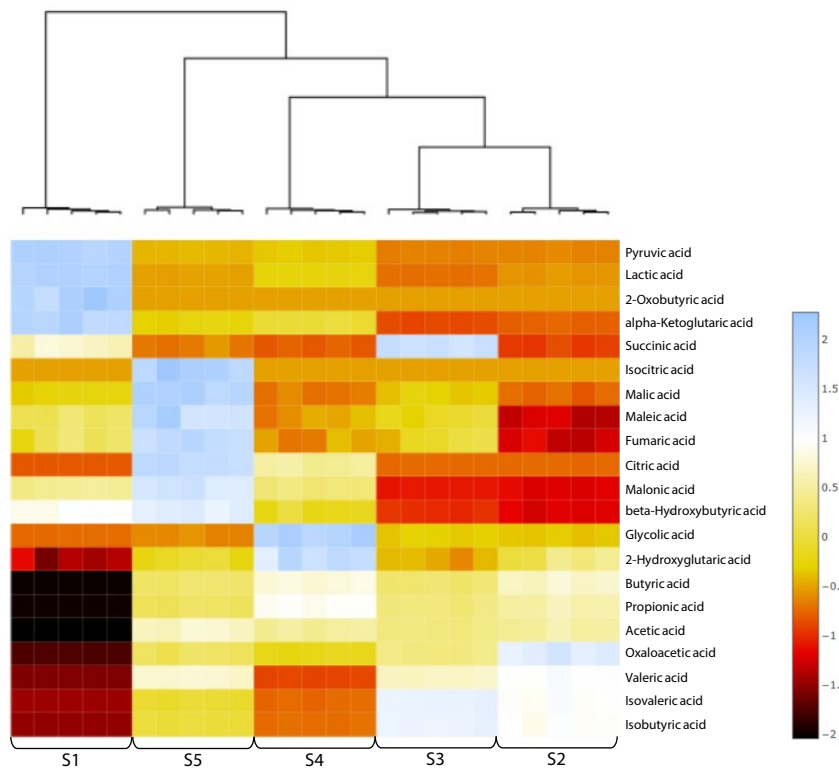 Pyruvic acid
Lactic acid
2-Oxobutyric acid
alpha-Ketoglutaric acid
Succinic acid
Isocitric acid
Malic acid
Maleic acid
Fumaric acid
Citric acid
Malonic acid
beta-Hydroxybutyric acid
Glycolic acid
2-Hydroxyglutaric acid
Butyric acid
Propionic acid
Acetic acid
Oxaloacetic acid
Valeric acid
Isovaleric acid
Isobutyric acid
2
1.5
1
0.5
0
-0.
-1
-1.
-2
S1 S5 S4 S3 S2